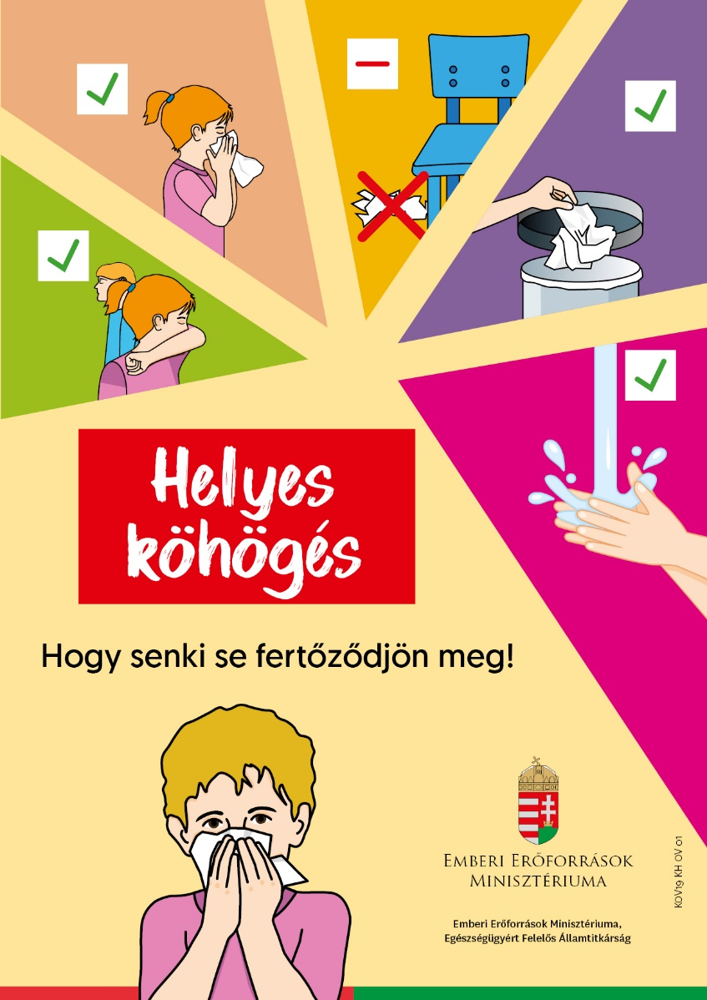 Helyes
köhögés
Hogy senki se fertőződjön meg!
EMBERI ERŐFORRÁSOK
MINISZTÉRIUMA
Emberi Erőforrások Minisztériuma,
Egészségügyért Felelős Államtitkárság
KOV19 KH OV 01